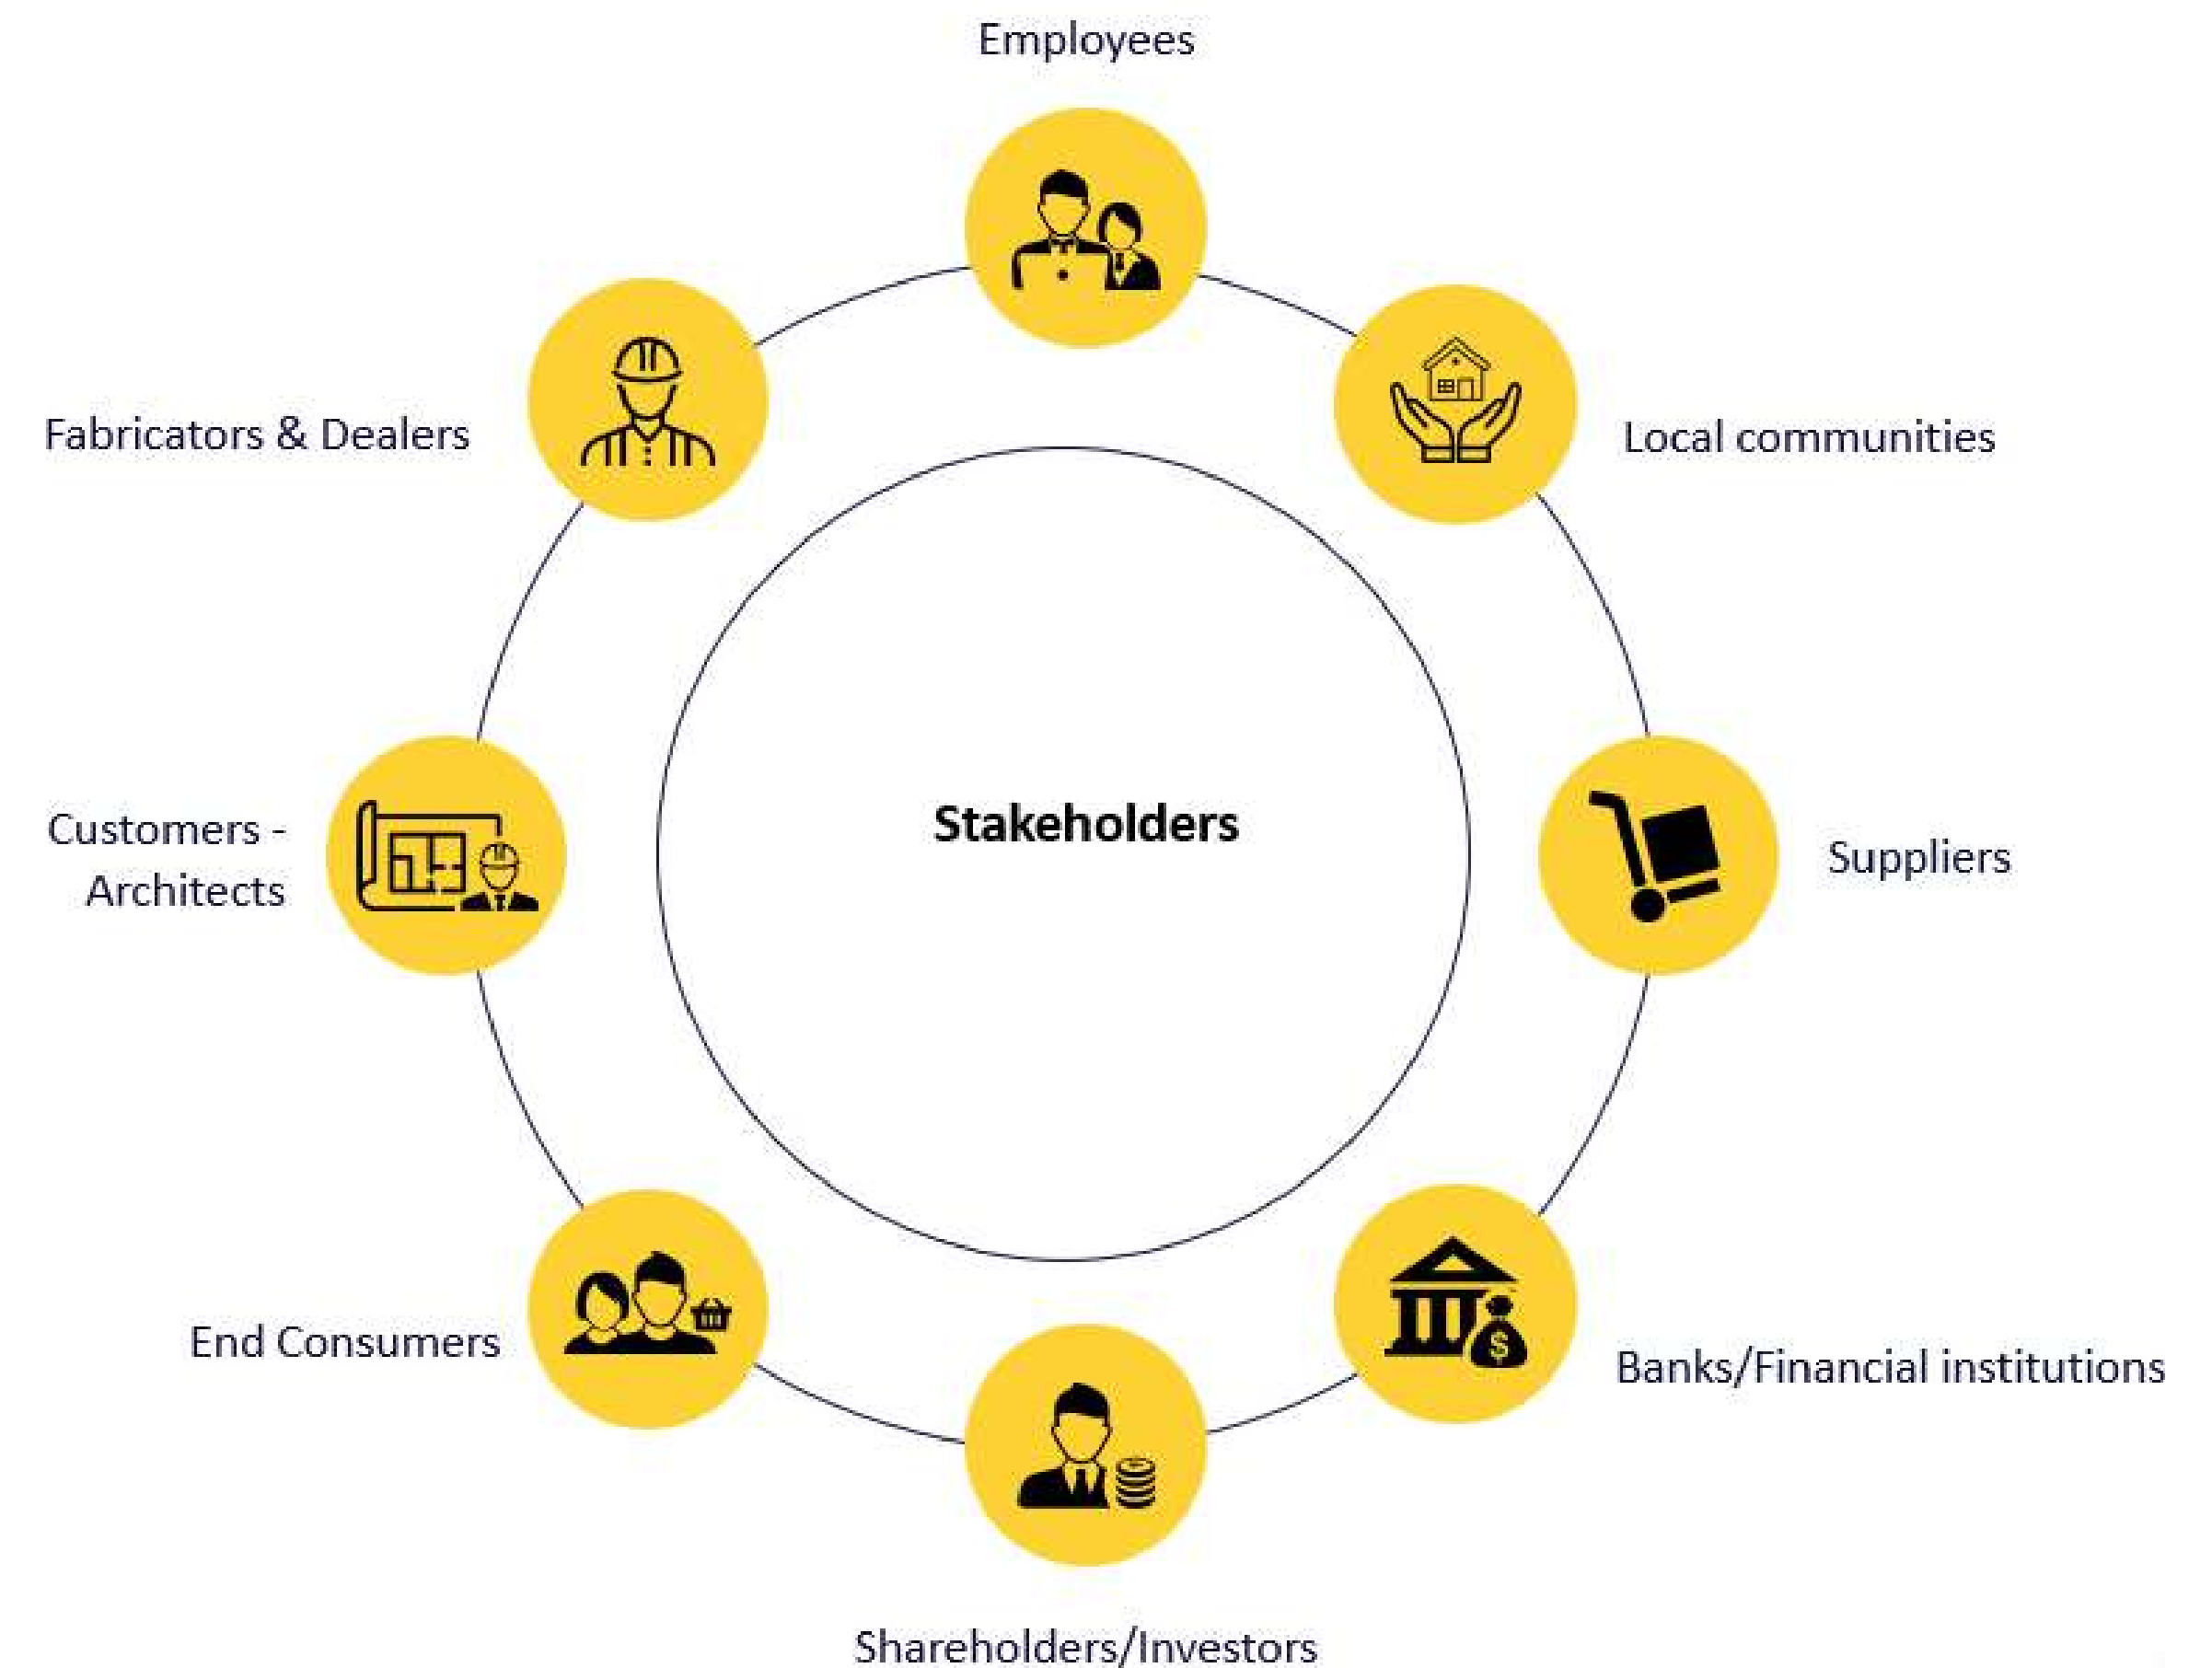 Employees
Fabricators & Dealers
Local communities
Stakeholders
Customers -
Architects
Suppliers
End Consumers
Banks/Financial institutions
Shareholders/Investors